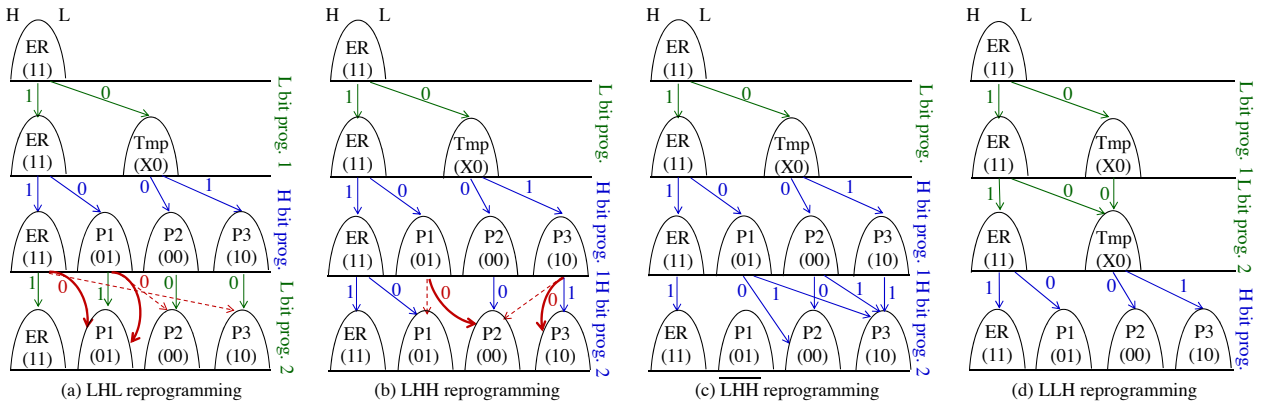 H L H L H L H L
ER ER ER ER
(11) (11) (11) (11)
1 0 1 0 1 0 1 0
L bit prog. 1 L bit prog. L bit prog. L bit prog. 1
ER Tmp ER Tmp ER Tmp ER Tmp
(11) (X0) (11) (X0) (11) (X0) (11) (X0)
1 0 0 1 1 0 0 1 1 0 0 1 1 0 0
H bit prog. H bit prog. 1 H bit prog. 1 L bit prog. 2
ER P1 P2 P3 ER P1 P2 P3 ER P1 P2 P3 ER Tmp
(11) (01) (00) (10) (11) (01) (00) (10) (11) (01) (00) (10) (11) (X0)
1 0 1 0 0 0 1 0 0 0 0 1 1 0 1 0 1 1 1 0 0 1
L bit prog. 2 H bit prog. 2 H bit prog. 2 H bit prog.
ER P1 P2 P3 ER P1 P2 P3 ER P1 P2 P3 ER P1 P2 P3
(11) (01) (00) (10) (11) (01) (00) (10) (11) (01) (00) (10) (11) (01) (00) (10)
(a) LHL reprogramming (b) LHH reprogramming (c) L̅H̅H̅ reprogramming (d) LLH reprogramming